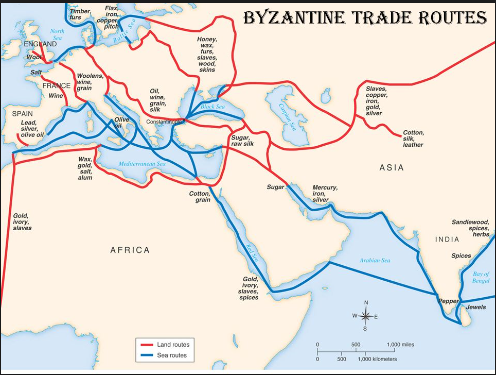 BYZANTINE TRADE ROUTES
Timber,
furs
Flax,
iron,
copper,
pitch
North
Sea
ENGLAND
Wool
Honey,
wax,
furs,
slaves,
wood,
skins
Salt
FRANCE
Wine
Woolens,
wine,
grain
Oil,
wine,
grain,
silk
Slaves,
copper,
iron,
gold,
silver
SPAIN
Lead,
silver,
olive oil
Olive
oil
Constantinople
Black Sea
Caspian Sea
Cotton,
silk,
leather
Sugar,
raw silk
Wax,
gold,
salt,
alum
Mediterranean Sea
ASIA
Cotton,
grain
Sugar
Mercury,
iron,
silver
Gold,
ivory,
slaves
Sandlewood,
spices,
herbs
AFRICA
INDIA
Red Sea
Arabian Sea
Spices
Bay of
Bengal
Gold,
ivory,
slaves,
spices
Pepper
Jewels
N
W
E
S
Land routes
Sea routes
0 500 1,000 miles
0 500 1,000 kilometers